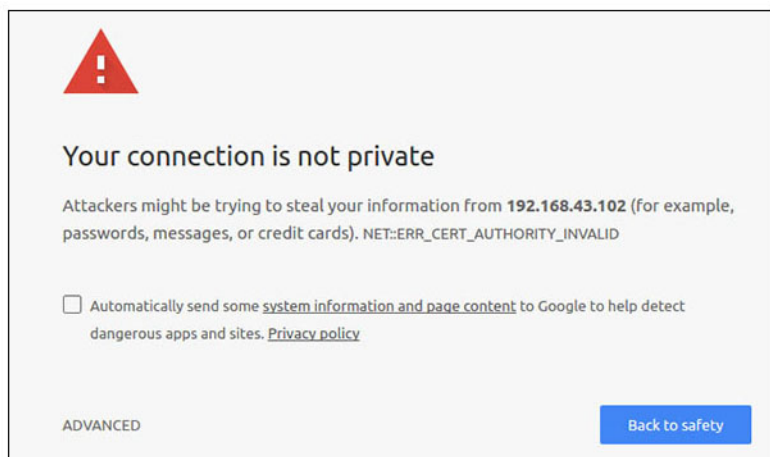 Your connection is not private
Attackers might be trying to steal your information from 192.168.43.102 (for example,
passwords, messages, or credit cards). NET::ERR_CERT_AUTHORITY_INVALID
Automatically send some system information and page content to Google to help detect
dangerous apps and sites. Privacy policy
ADVANCED
Back to safety